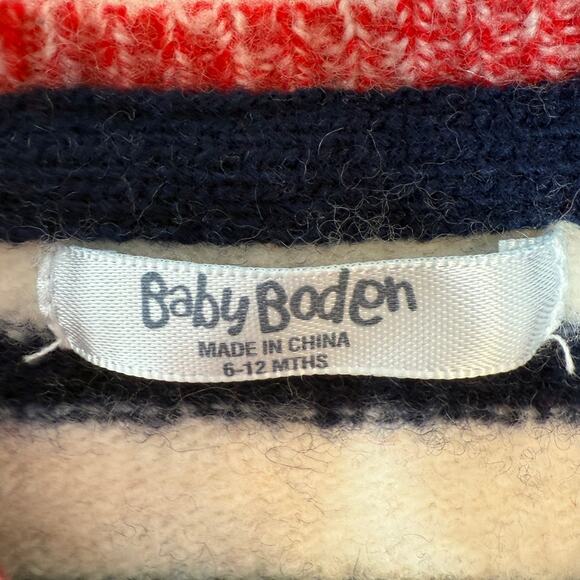 Baby Boden
MADE IN CHINA
6-12 MTHS